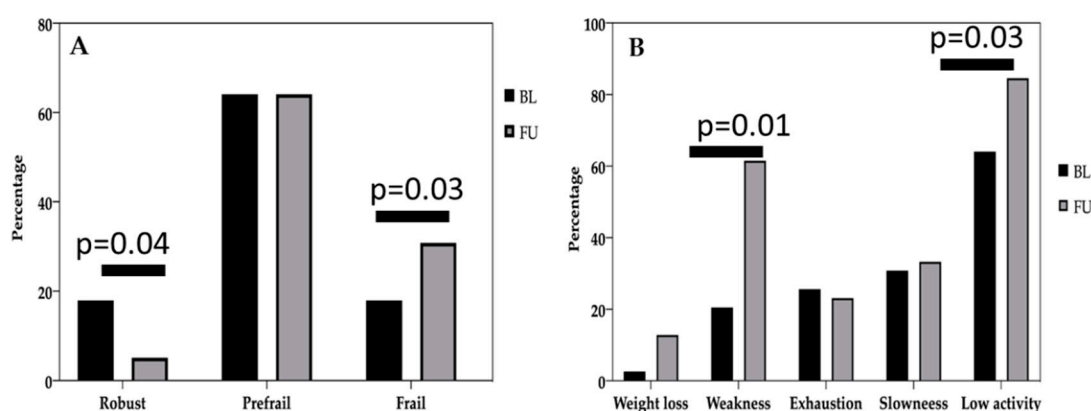 A
80
60
40
20
0
Percentage
p=0.04
p=0.03
Robust
Prefrail
Frail
BL
FU
B
100
80
60
40
20
0
Percentage
p=0.01
p=0.03
Weight loss
Weakness
Exhaustion
Slowneess
Low activity
BL
FU